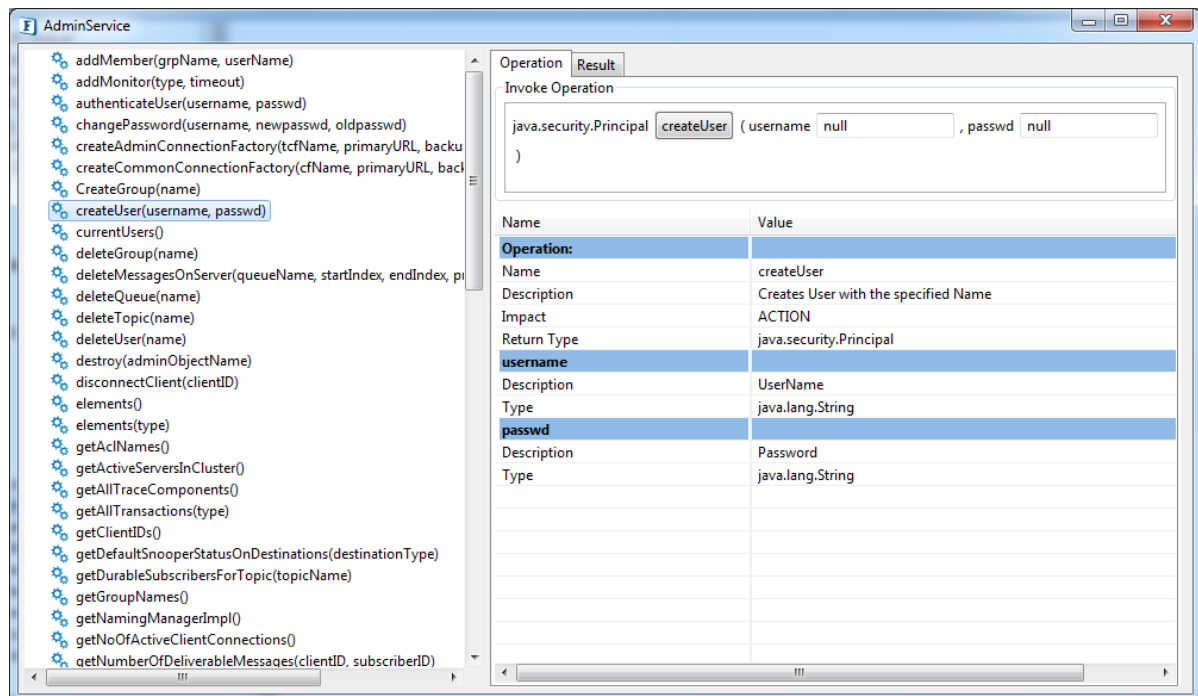 AdminService
addMember(grpName, userName)
addMonitor(type, timeout)
authenticateUser(username, passwd)
changePassword(username, newpasswd, oldpasswd)
createAdminConnectionFactory(tcfName, primaryURL, backu
createCommonConnectionFactory(cfName, primaryURL, back
CreateGroup(name)
createUser(username, passwd)
currentUsers()
deleteGroup(name)
deleteMessagesOnServer(queueName, startIndex, endIndex, pr
deleteQueue(name)
deleteTopic(name)
deleteUser(name)
destroy(adminObjectName)
disconnectClient(clientID)
elements()
elements(type)
getAclNames()
getActiveServersInCluster()
getAllTraceComponents()
getAllTransactions(type)
getClientIDs()
getDefaultSnooperStatusOnDestinations(destinationType)
getDurableSubscribersForTopic(topicName)
getGroupNames()
getNamingManagerImpl()
getNoOfActiveClientConnections()
getNumberOfDeliverableMessages(clientID, subscriberID)
Operation Result
Invoke Operation
java.security.Principal createUser ( username null , passwd null
)
Name Value
Operation:
Name createUser
Description Creates User with the specified Name
Impact ACTION
Return Type java.security.Principal
username
Description UserName
Type java.lang.String
passwd
Description Password
Type java.lang.String